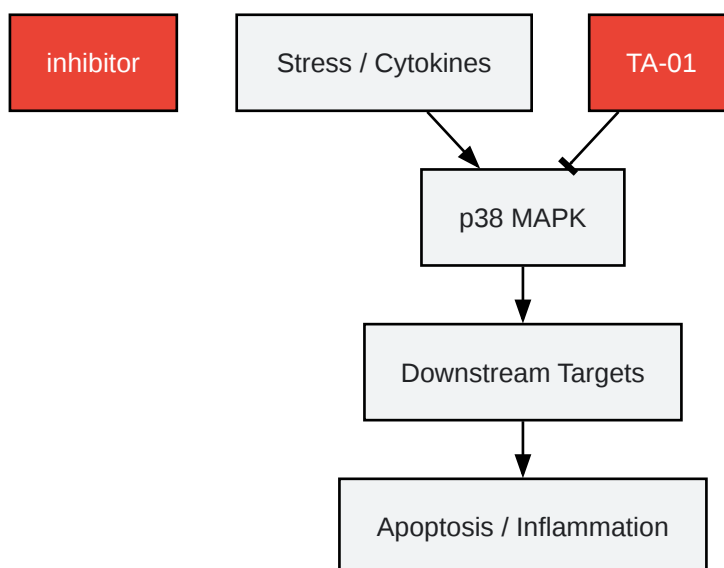 inhibitor
Stress / Cytokines
TA-01
p38 MAPK
Downstream Targets
Apoptosis / Inflammation